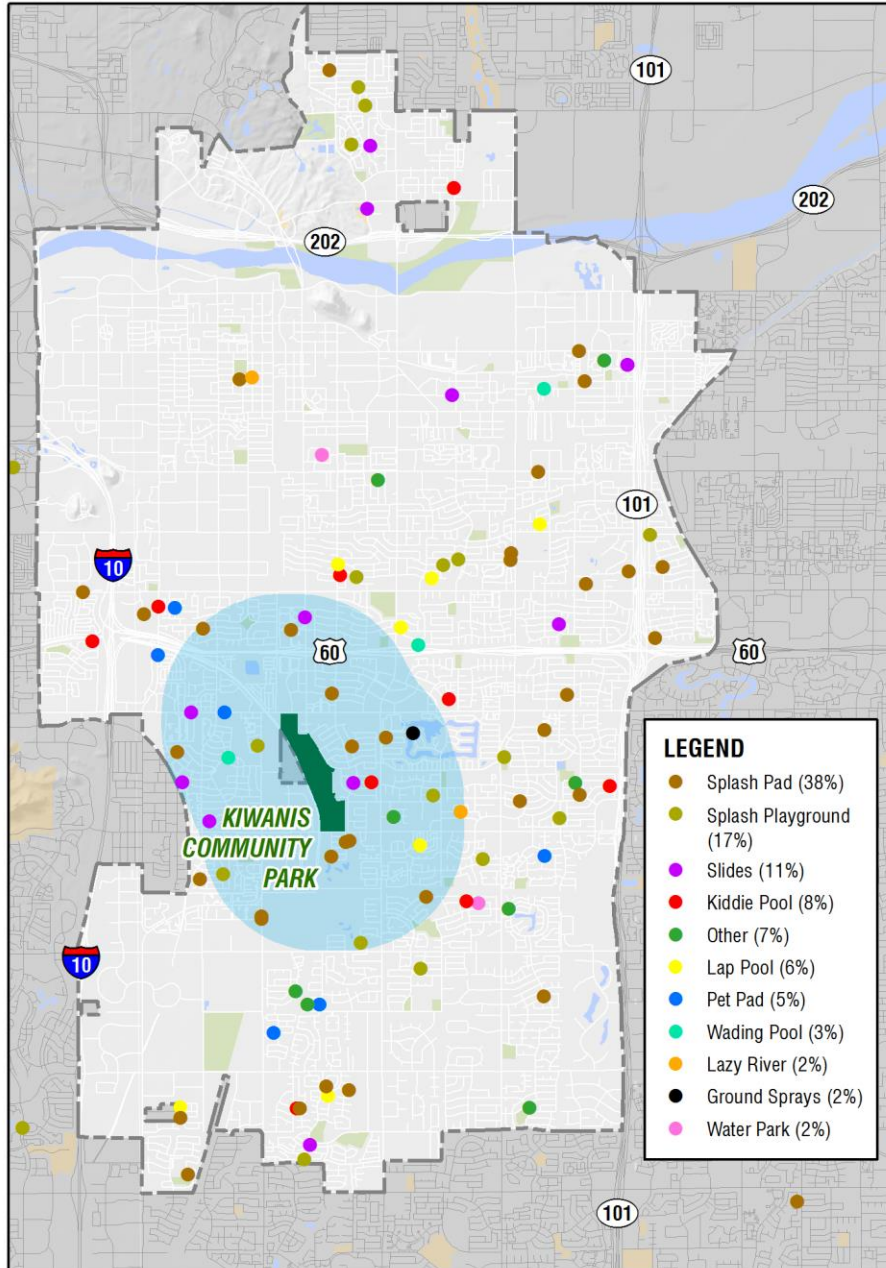 101
202
202
101
10
60
60
KIWANIS
COMMUNITY
PARK
10
101
LEGEND
Splash Pad (38%)
Splash Playground
(17%)
Slides (11%)
Kiddie Pool (8%)
Other (7%)
Lap Pool (6%)
Pet Pad (5%)
Wading Pool (3%)
Lazy River (2%)
Ground Sprays (2%)
Water Park (2%)